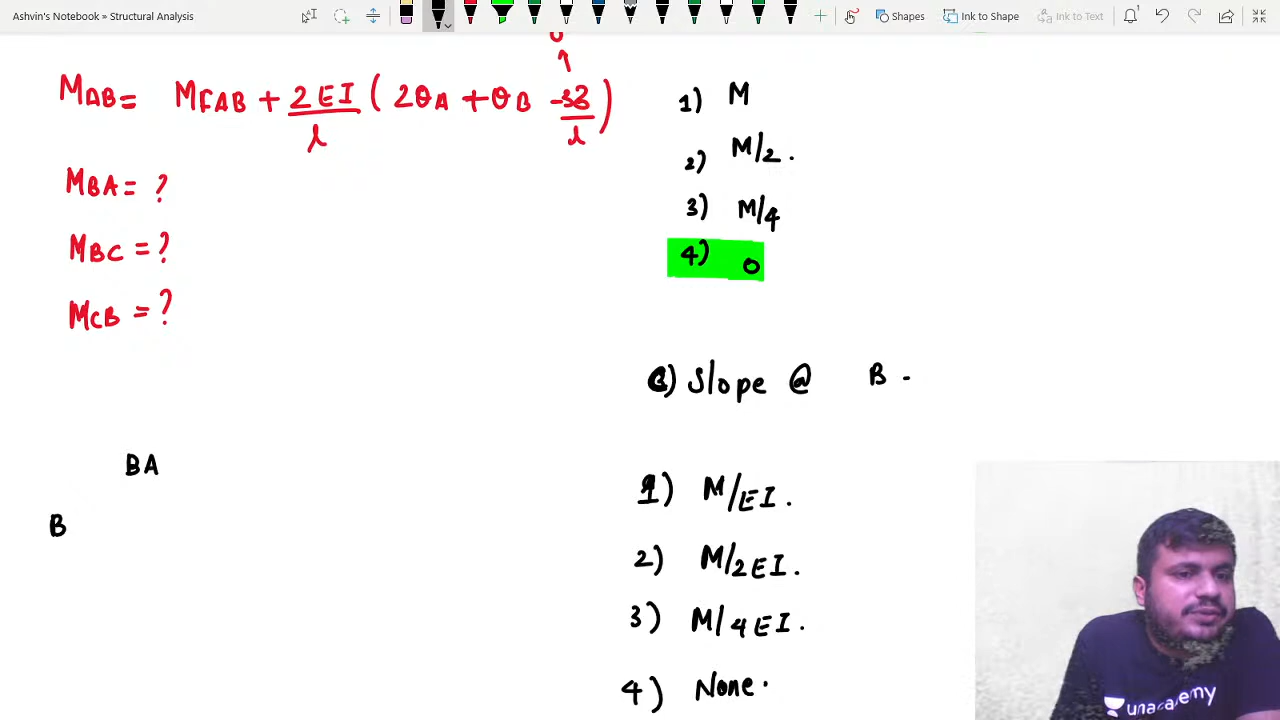 Ashvin's Notebook » Structural Analysis
Shapes
Ink to Shape
Ink to Text
MAB = MFAB + 2EI/l ( 2θA + θB - 3δ/l )
0
MBA = ?
MBC = ?
MCB = ?
BA
B
1) M
2) M/2.
3) M/4
4) 0
Q) Slope @ B -
1) M/EI.
2) M/2EI.
3) M/4EI.
4) None.
unacademy